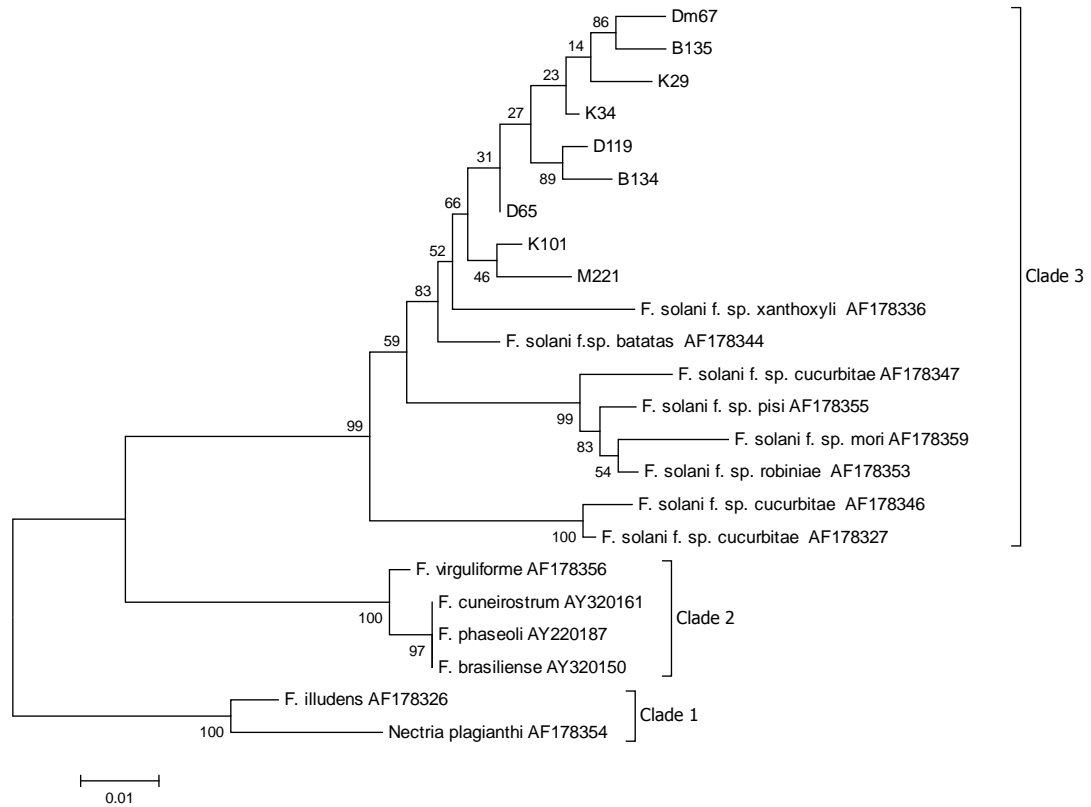 86
Dm67
B135
14
K29
23
K34
27
D119
89
B134
31
D65
66
K101
46
M221
52
F. solani f. sp. xanthoxyli AF178336
83
F. solani f.sp. batatas AF178344
59
F. solani f. sp. cucurbitae AF178347
99
F. solani f. sp. pisi AF178355
83
F. solani f. sp. mori AF178359
54
F. solani f. sp. robiniae AF178353
99
F. solani f. sp. cucurbitae AF178346
100
F. solani f. sp. cucurbitae AF178327
Clade 3
F. virguliforme AF178356
100
F. cuneirostrum AY320161
F. phaseoli AY220187
97
F. brasiliense AY320150
Clade 2
F. illudens AF178326
100
Nectria plagianthi AF178354
Clade 1
0.01